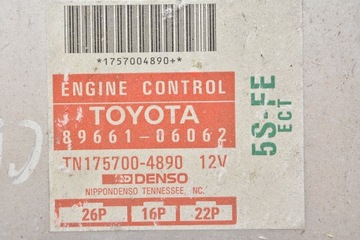 *1757004890+*
ENGINE CONTROL
TOYOTA
89661-06062
TN175700-4890 12V
ND DENSO
NIPPONDENSO TENNESSEE, INC.
26P 16P 22P
5S-FE
ECT